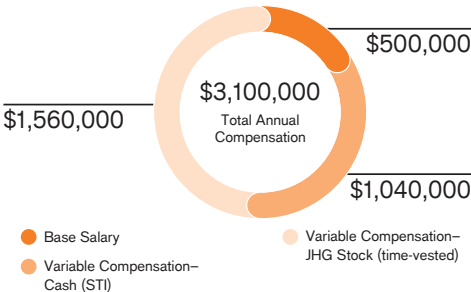 $500,000
$3,100,000
Total Annual
Compensation
$1,560,000
$1,040,000
Base Salary
Variable Compensation–
Cash (STI)
Variable Compensation–
JHG Stock (time-vested)